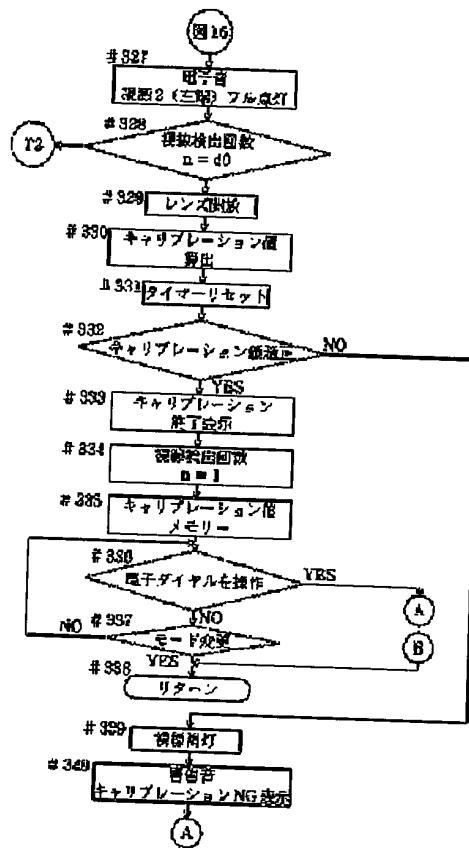 図16
#327
電子音
視標2（左端）フル点灯
#328
視線検出回数
n = d0
T2
#329
レンズ開放
#330
キャリブレーション値
算出
#331
タイマーリセット
#332
キャリブレーション値適正
NO
YES
#333
キャリブレーション
終了表示
#334
視線検出回数
n = 1
#335
キャリブレーション値
メモリー
#336
電子ダイヤルを操作
YES
A
NO
#337
モード変更
NO
B
YES
#338
リターン
#339
視標消灯
#340
警告音
キャリブレーションNG表示
A